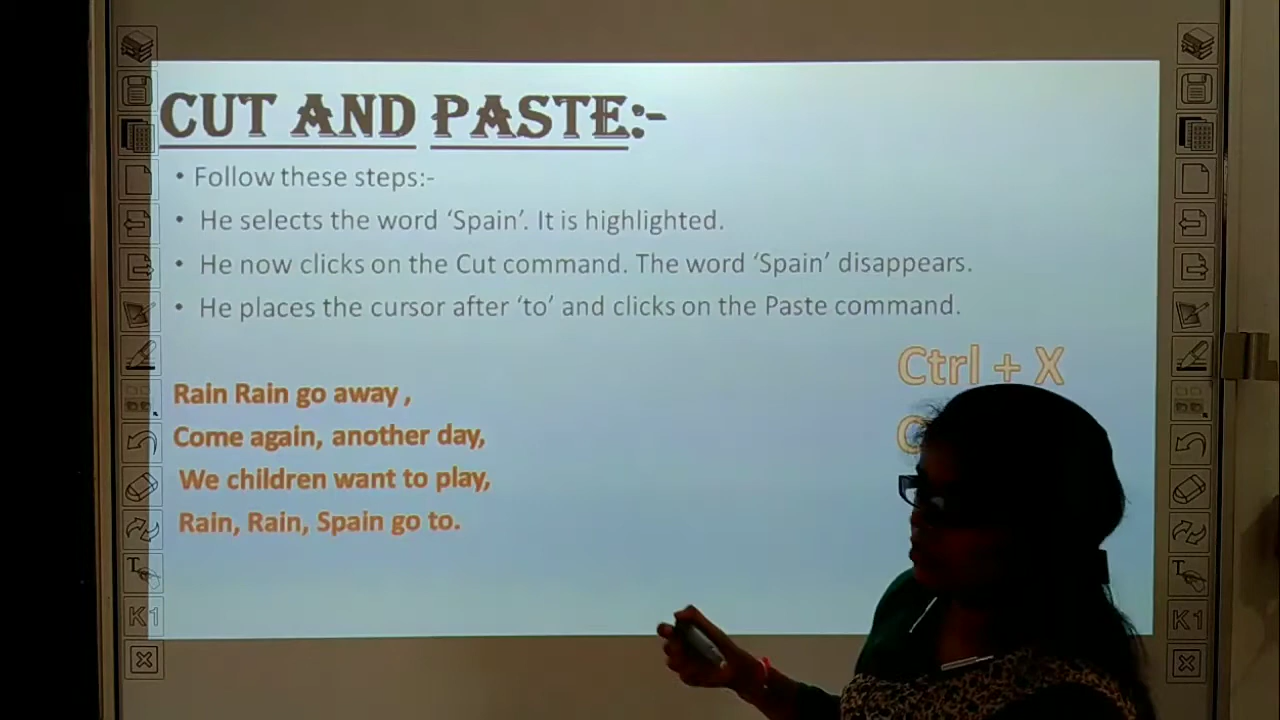 CUT AND PASTE:-
• Follow these steps:-
• He selects the word ‘Spain’. It is highlighted.
• He now clicks on the Cut command. The word ‘Spain’ disappears.
• He places the cursor after ‘to’ and clicks on the Paste command.
Ctrl + X
Rain Rain go away ,
Come again, another day,
We children want to play,
Rain, Rain, Spain go to.
T
K1
T
K1